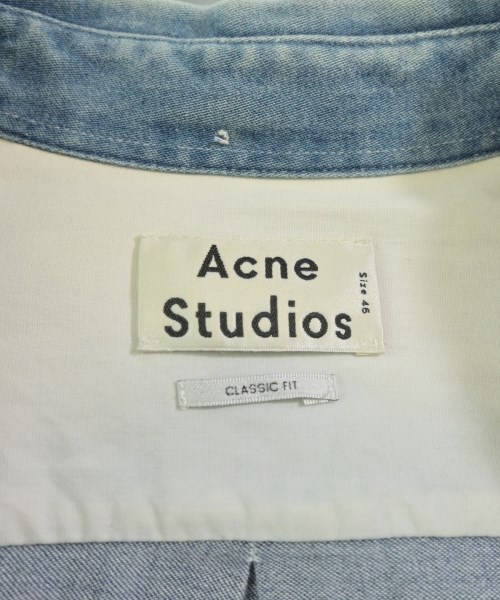 Acne
Studios
Size 46
CLASSIC FIT